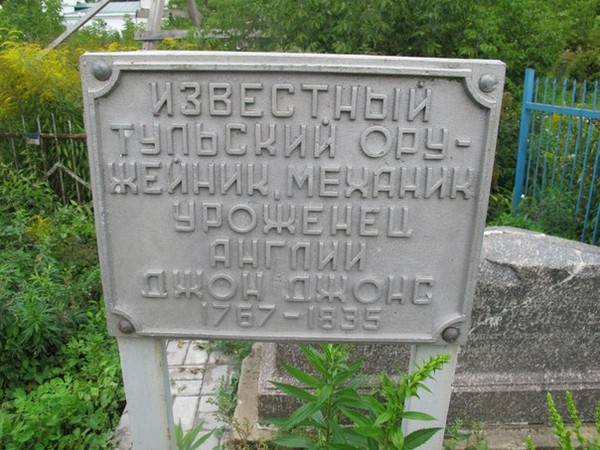 ИЗВЕСТНЫЙ
ТУЛЬСКИЙ ОРУ-
ЖЕЙНИК, МЕХАНИК
УРОЖЕНЕЦ
АНГЛИИ
ДЖОН ДЖОНС
1767-1835